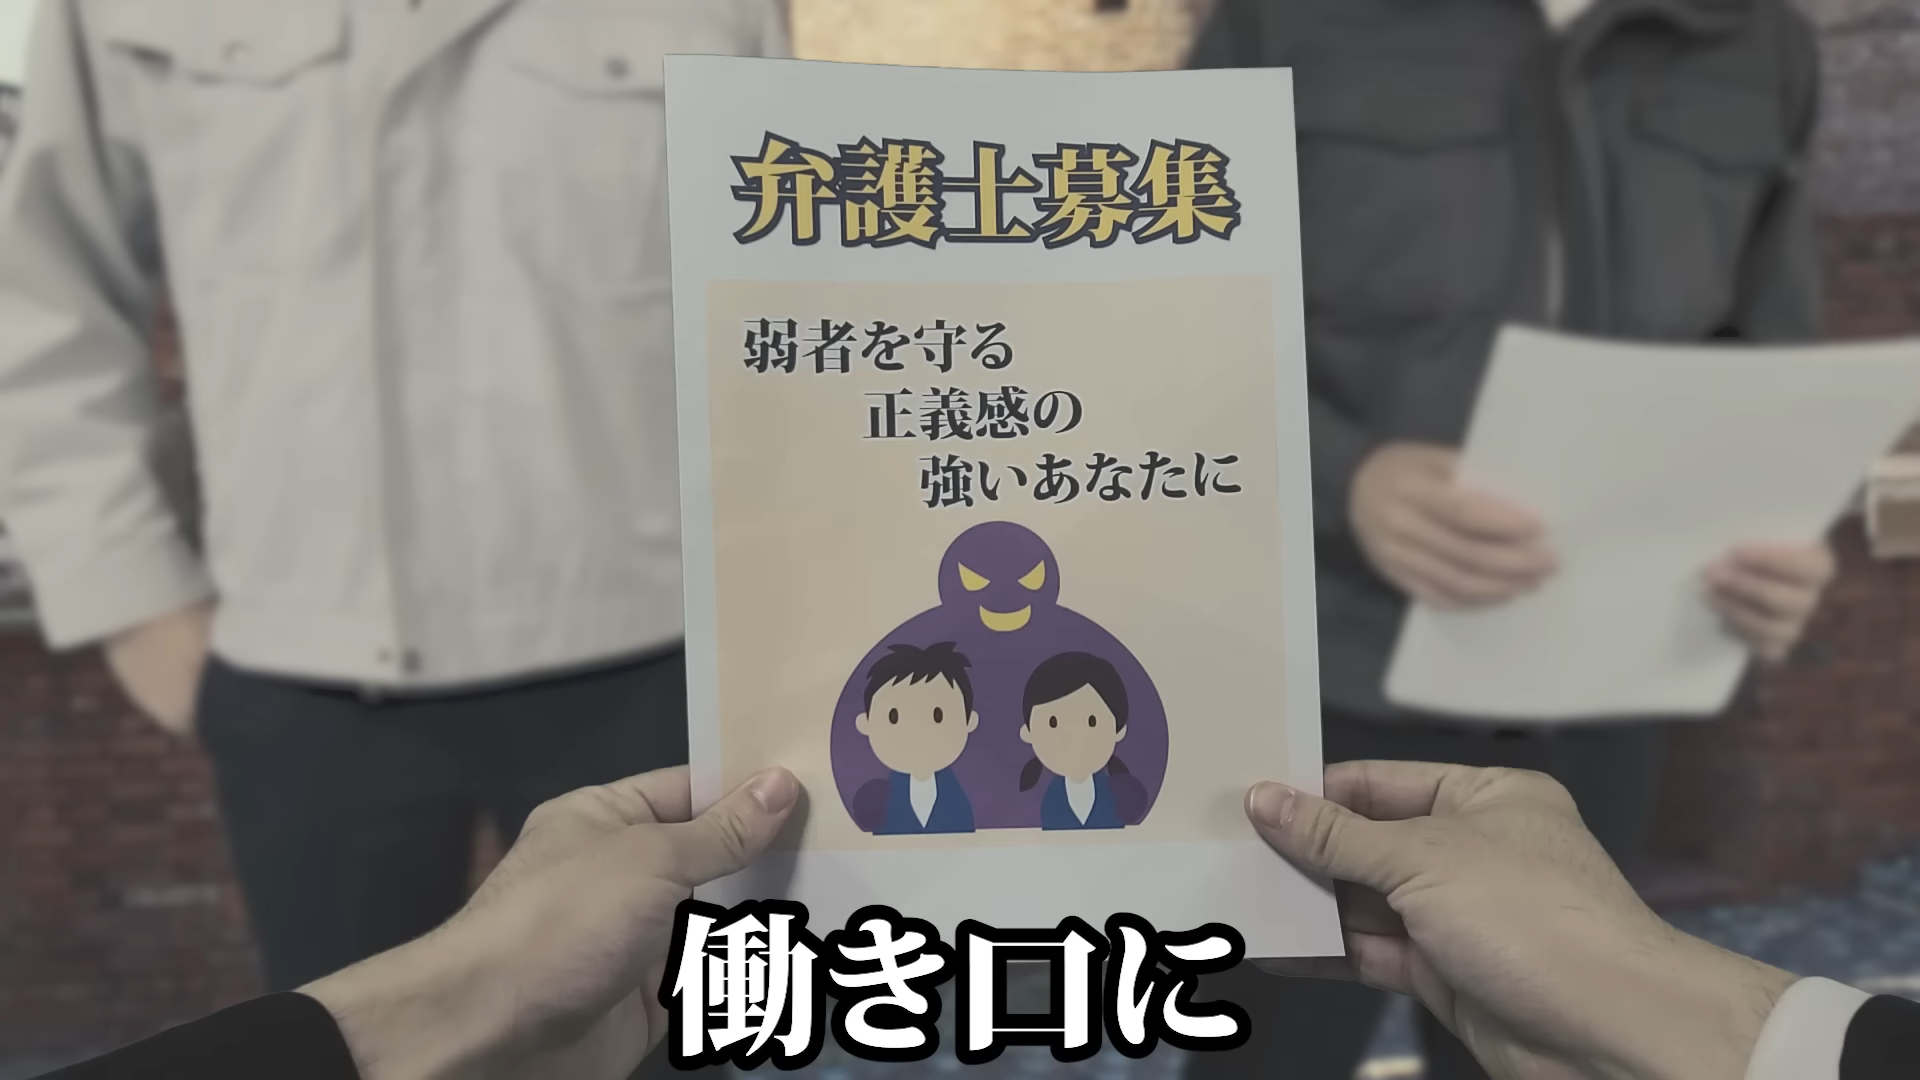 弁護士募集
弱者を守る
正義感の
強いあなたに
働き口に